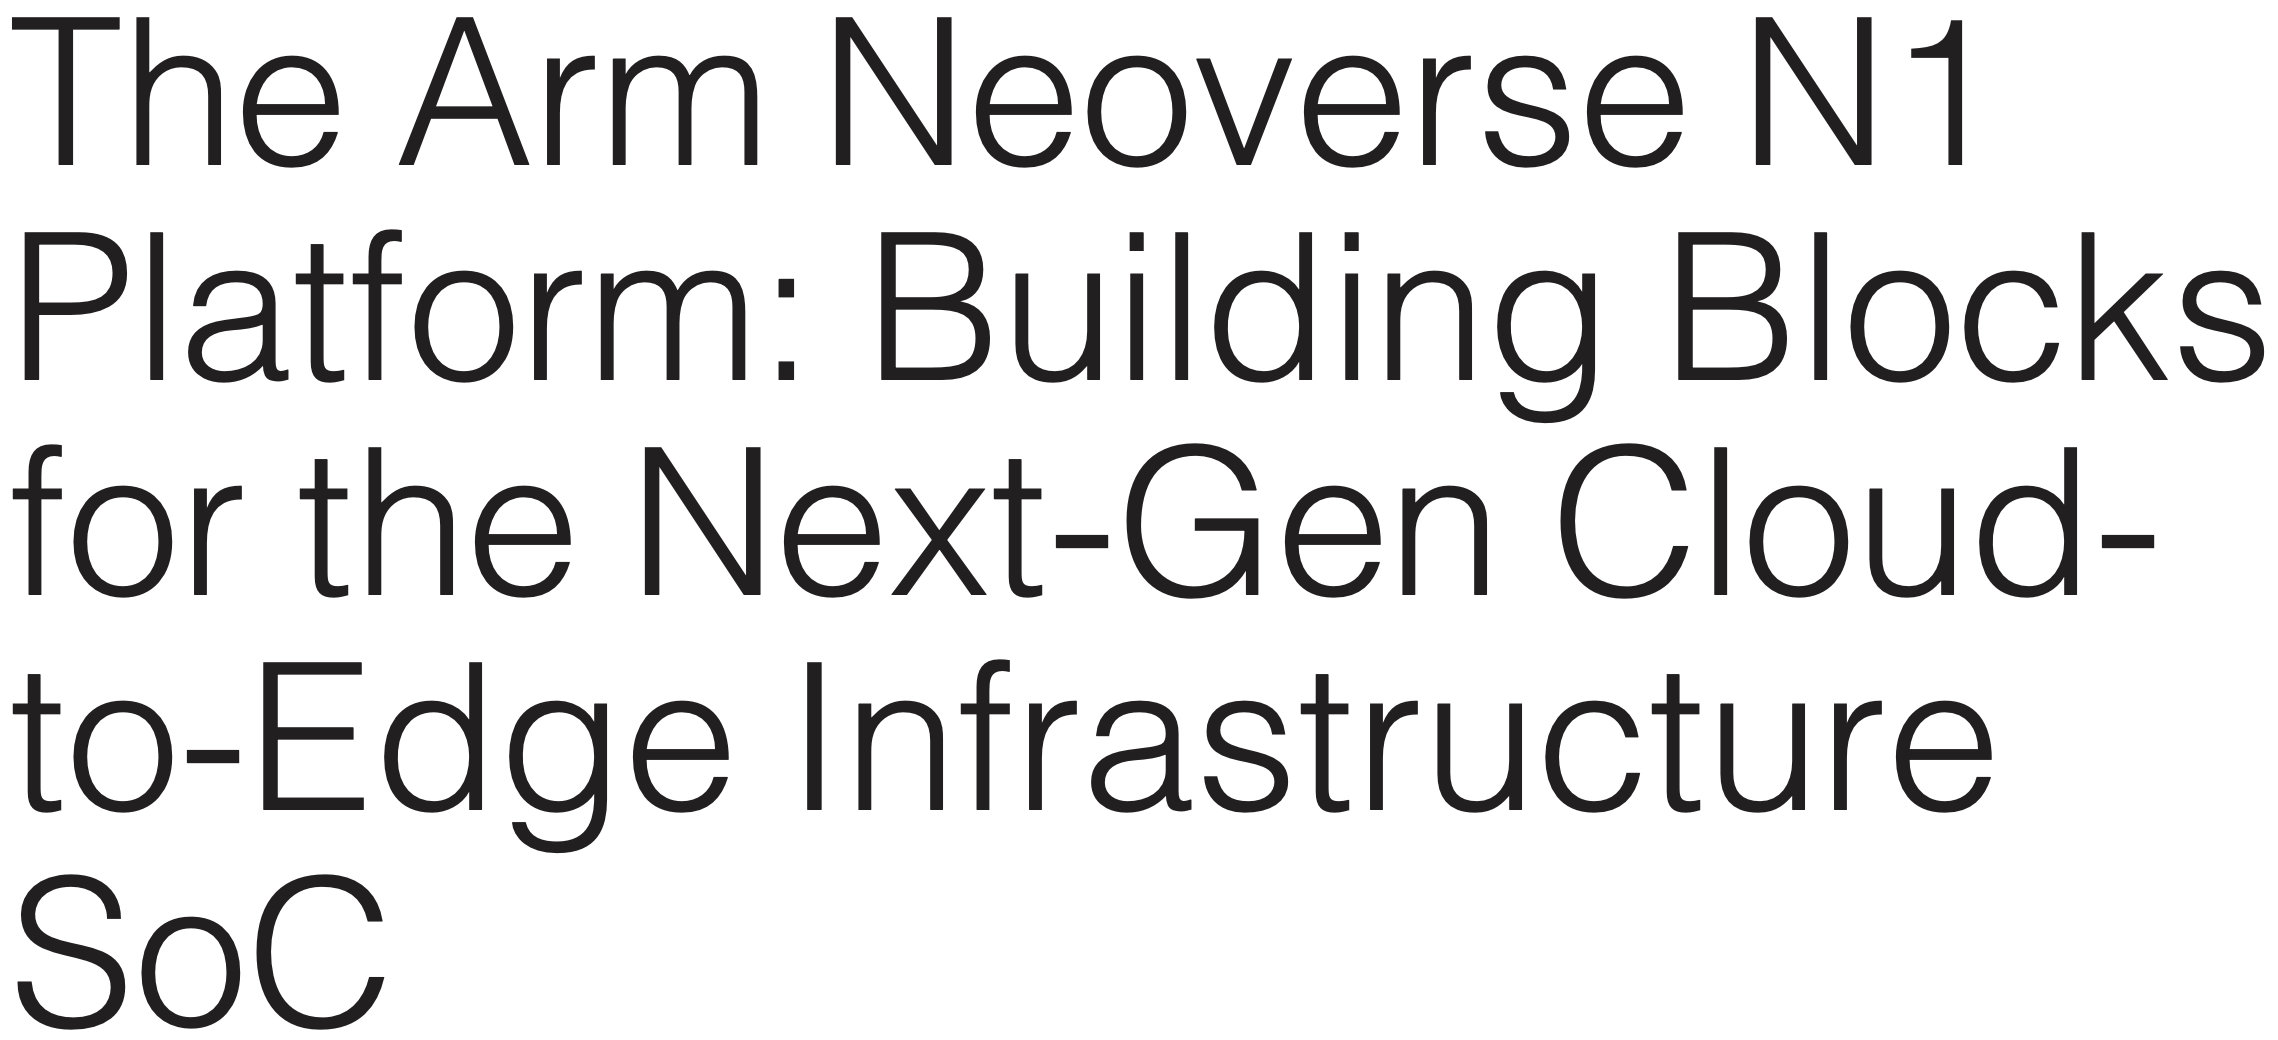 The Arm Neoverse N1
Platform: Building Blocks
for the Next-Gen Cloud-
to-Edge Infrastructure
SoC